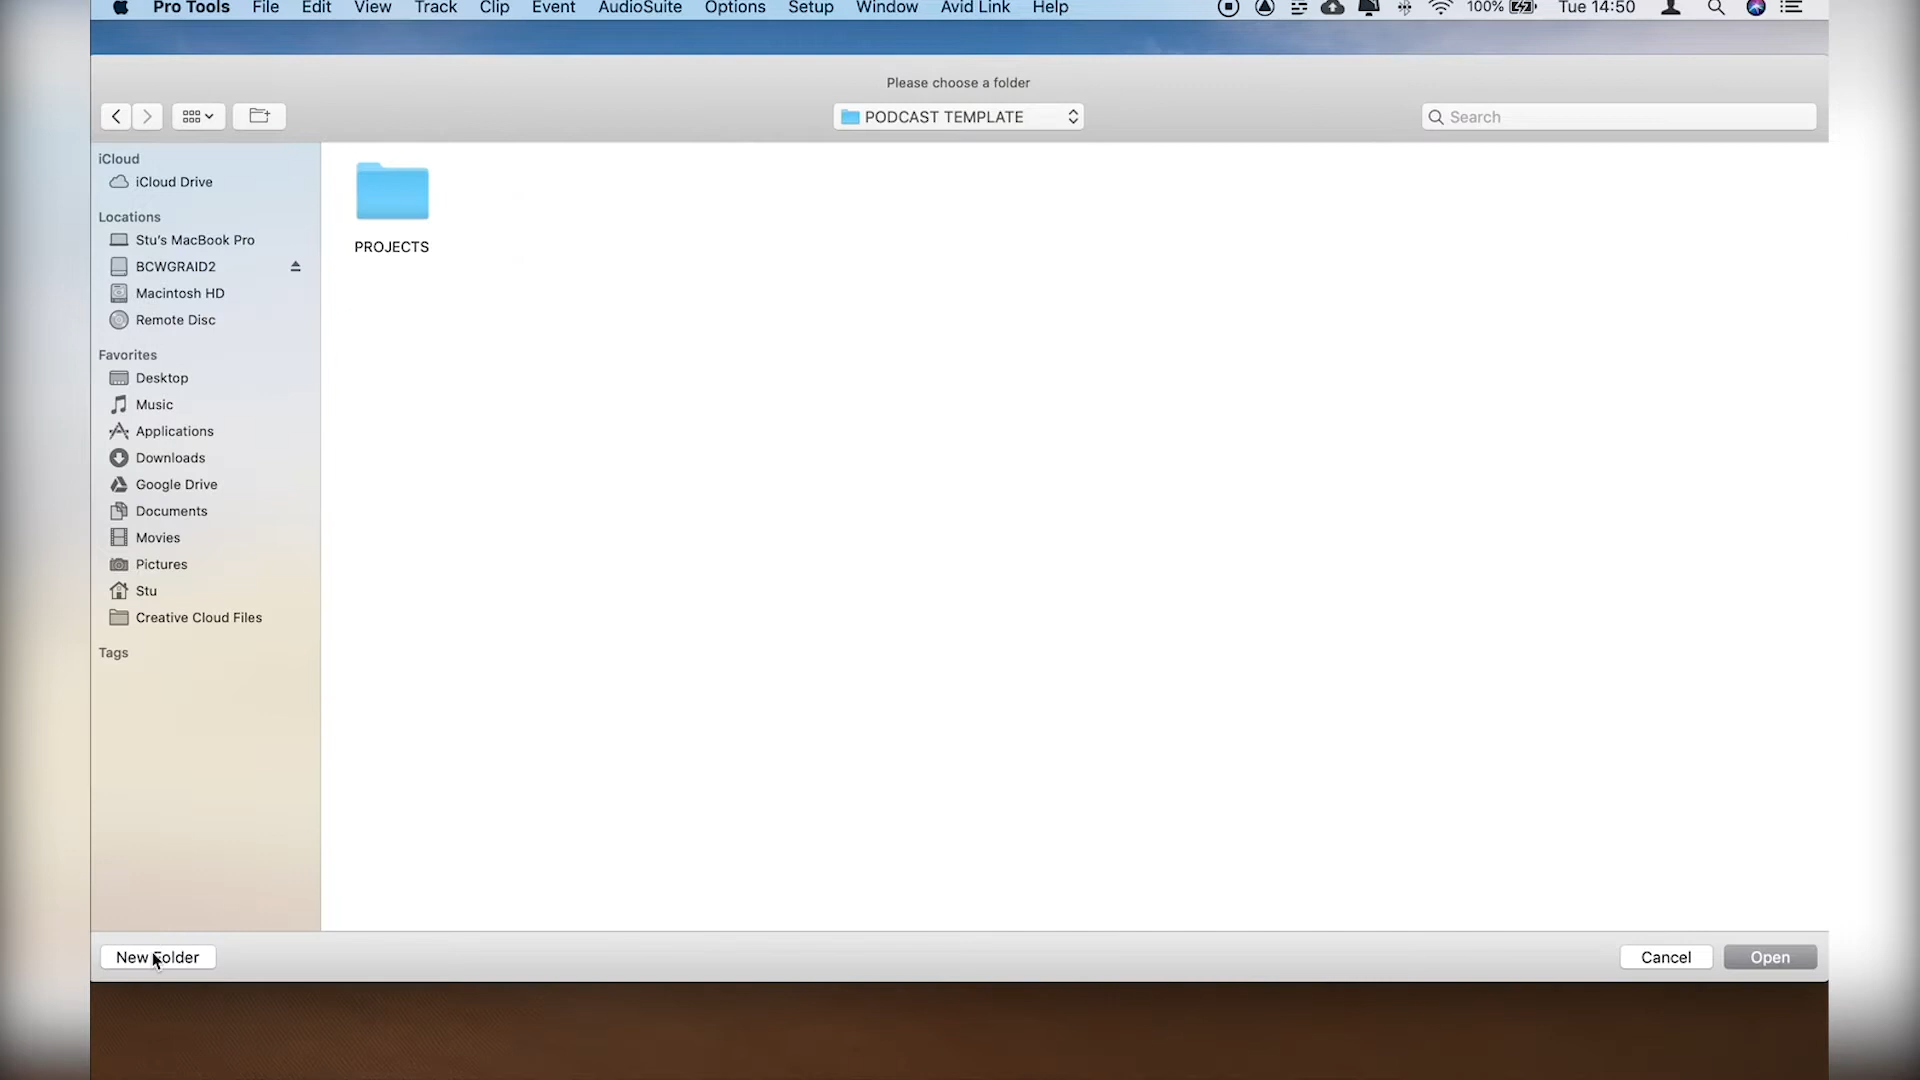 Pro Tools File Edit View Track Clip Event AudioSuite Options Setup Window Avid Link Help 100% Tue 14:50
Please choose a folder
PODCAST TEMPLATE
Search
iCloud
iCloud Drive
Locations
Stu's MacBook Pro
BCWGRAID2
Macintosh HD
Remote Disc
Favorites
Desktop
Music
Applications
Downloads
Google Drive
Documents
Movies
Pictures
Stu
Creative Cloud Files
Tags
PROJECTS
New Folder
Cancel
Open